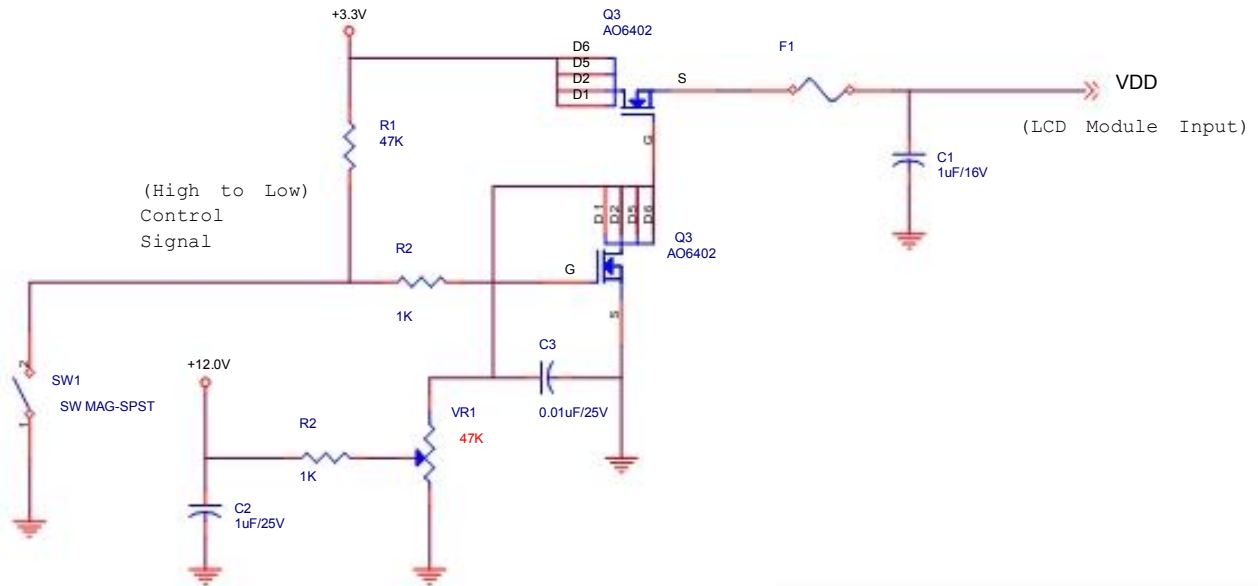 +3.3V
Q3
AO6402
D6
D5
D2
D1
S
G
F1
VDD
(LCD Module Input)
R1
47K
C1
1uF/16V
(High to Low)
Control
Signal
D1
D2
D5
D6
Q3
AO6402
R2
1K
G
S
C3
0.01uF/25V
2
SW1
SW MAG-SPST
1
+12.0V
R2
1K
VR1
47K
C2
1uF/25V